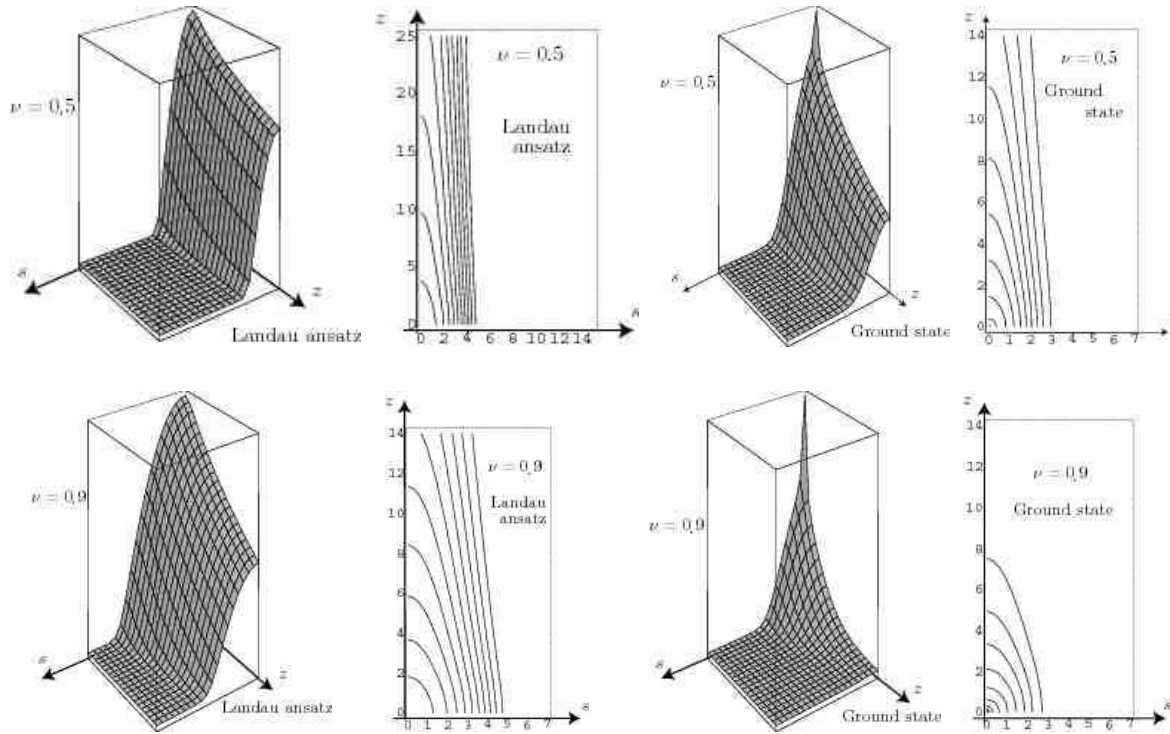 z
z
ν = 0.5
s
z
Landau ansatz
25
20
15
10
5
0
ν = 0.5
Landau
ansatz
s
0 2 4 6 8 10 12 14
ν = 0.5
s
z
Ground state
14
12
10
8
6
4
2
0
ν = 0.5
Ground
state
0 1 2 3 4 5 6 7
ν = 0.9
s
z
Landau ansatz
z
14
12
10
8
6
4
2
0
ν = 0.9
Landau
ansatz
s
0 1 2 3 4 5 6 7
ν = 0.9
s
z
Ground state
z
14
12
10
8
6
4
2
0
ν = 0.9
Ground state
s
0 1 2 3 4 5 6 7